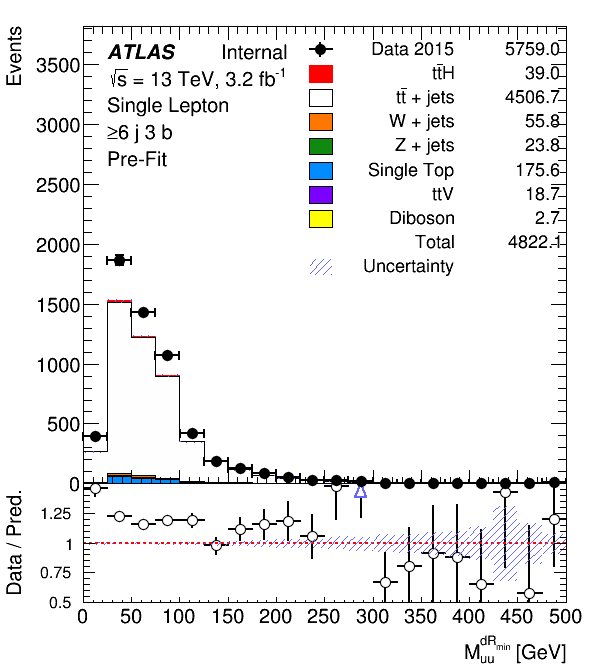 Events
3500
3000
2500
2000
1500
1000
500
0
ATLAS Internal
√s = 13 TeV, 3.2 fb⁻¹
Single Lepton
≥6 j 3 b
Pre-Fit
Data 2015 5759.0
tt̄H 39.0
tt̄ + jets 4506.7
W + jets 55.8
Z + jets 23.8
Single Top 175.6
ttV 18.7
Diboson 2.7
Total 4822.1
Uncertainty
Data / Pred.
1.25
1
0.75
0.5
0 50 100 150 200 250 300 350 400 450 500
M_uu^dR_min [GeV]